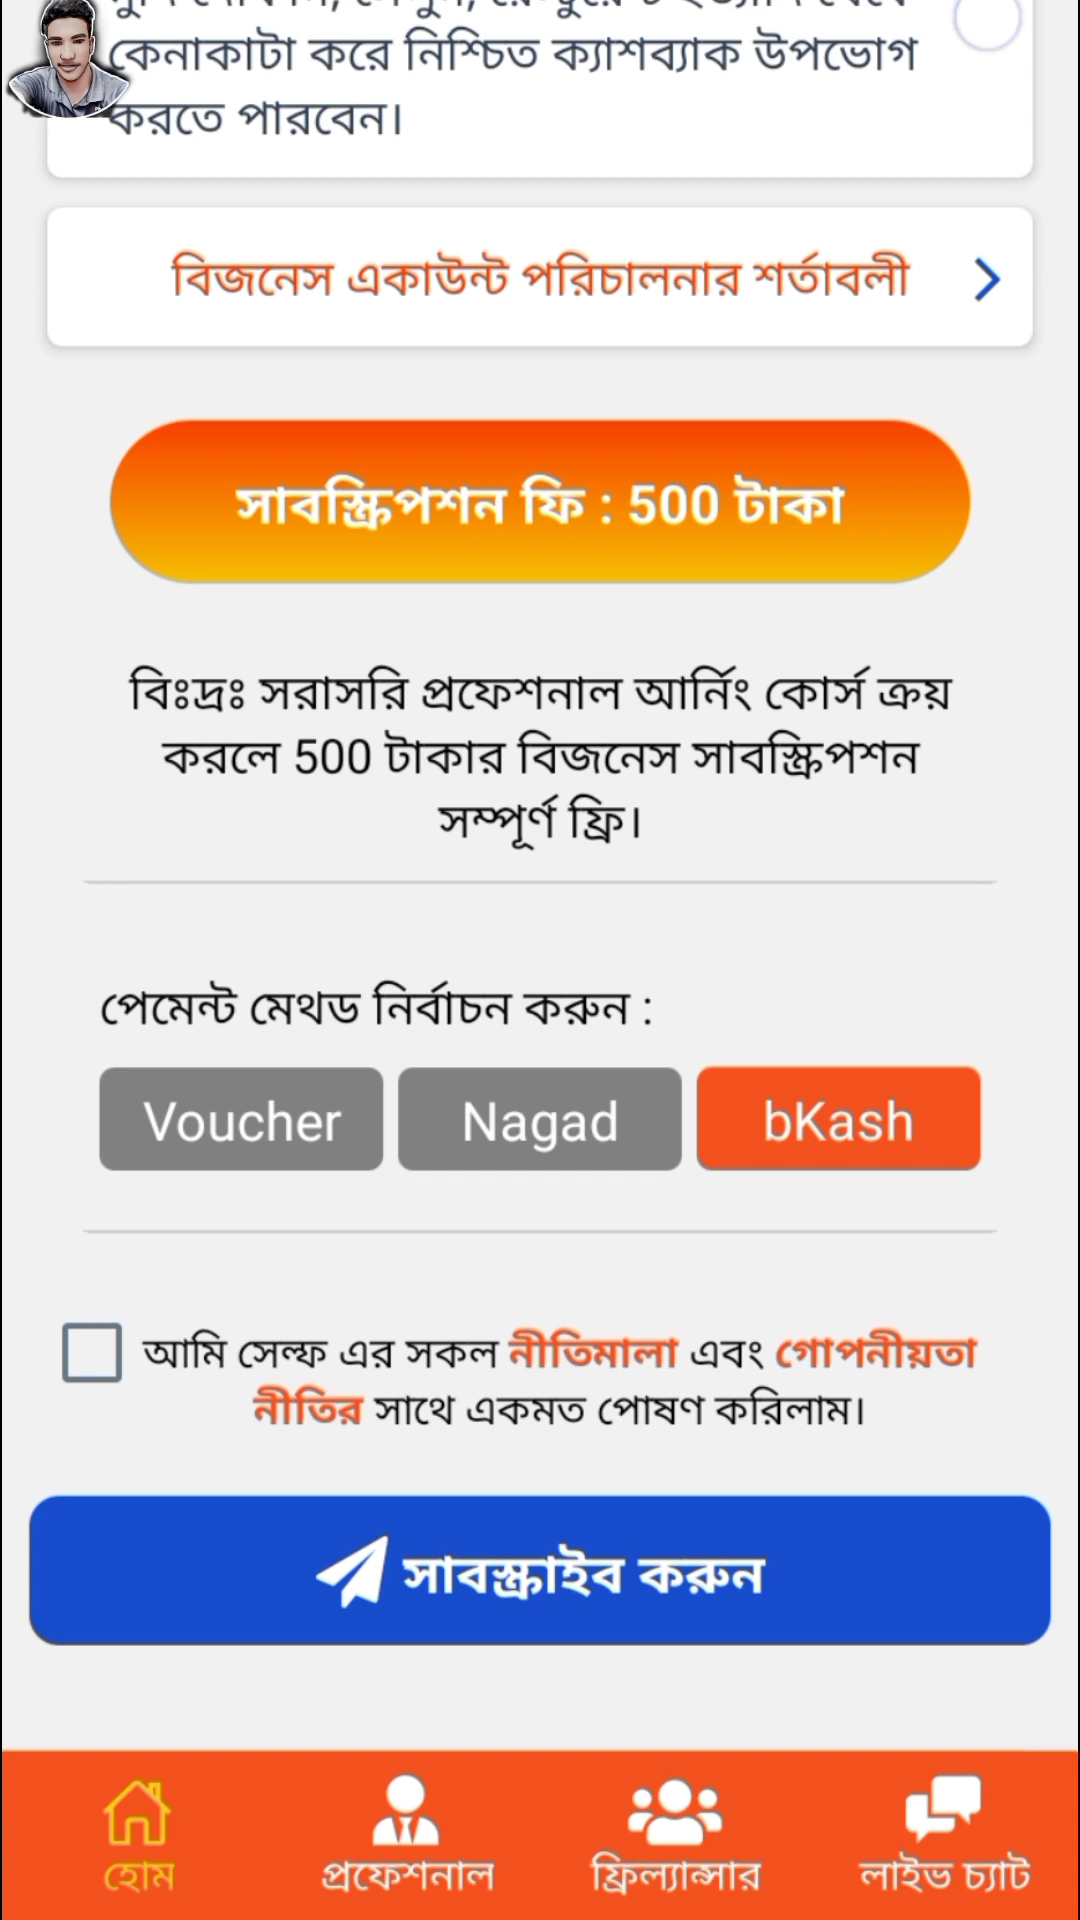 কেনাকাটা করে নিশ্চিত ক্যাশব্যাক উপভোগ
করতে পারবেন।
বিজনেস একাউন্ট পরিচালনার শর্তাবলী
সাবস্ক্রিপশন ফি : 500 টাকা
বিঃদ্রঃ সরাসরি প্রফেশনাল আর্নিং কোর্স ক্রয়
করলে 500 টাকার বিজনেস সাবস্ক্রিপশন
সম্পূর্ণ ফ্রি।
পেমেন্ট মেথড নির্বাচন করুন :
Voucher Nagad bKash
আমি সেল্ফ এর সকল নীতিমালা এবং গোপনীয়তা
নীতির সাথে একমত পোষণ করিলাম।
সাবস্ক্রাইব করুন
হোম প্রফেশনাল ফ্রিল্যান্সার লাইভ চ্যাট